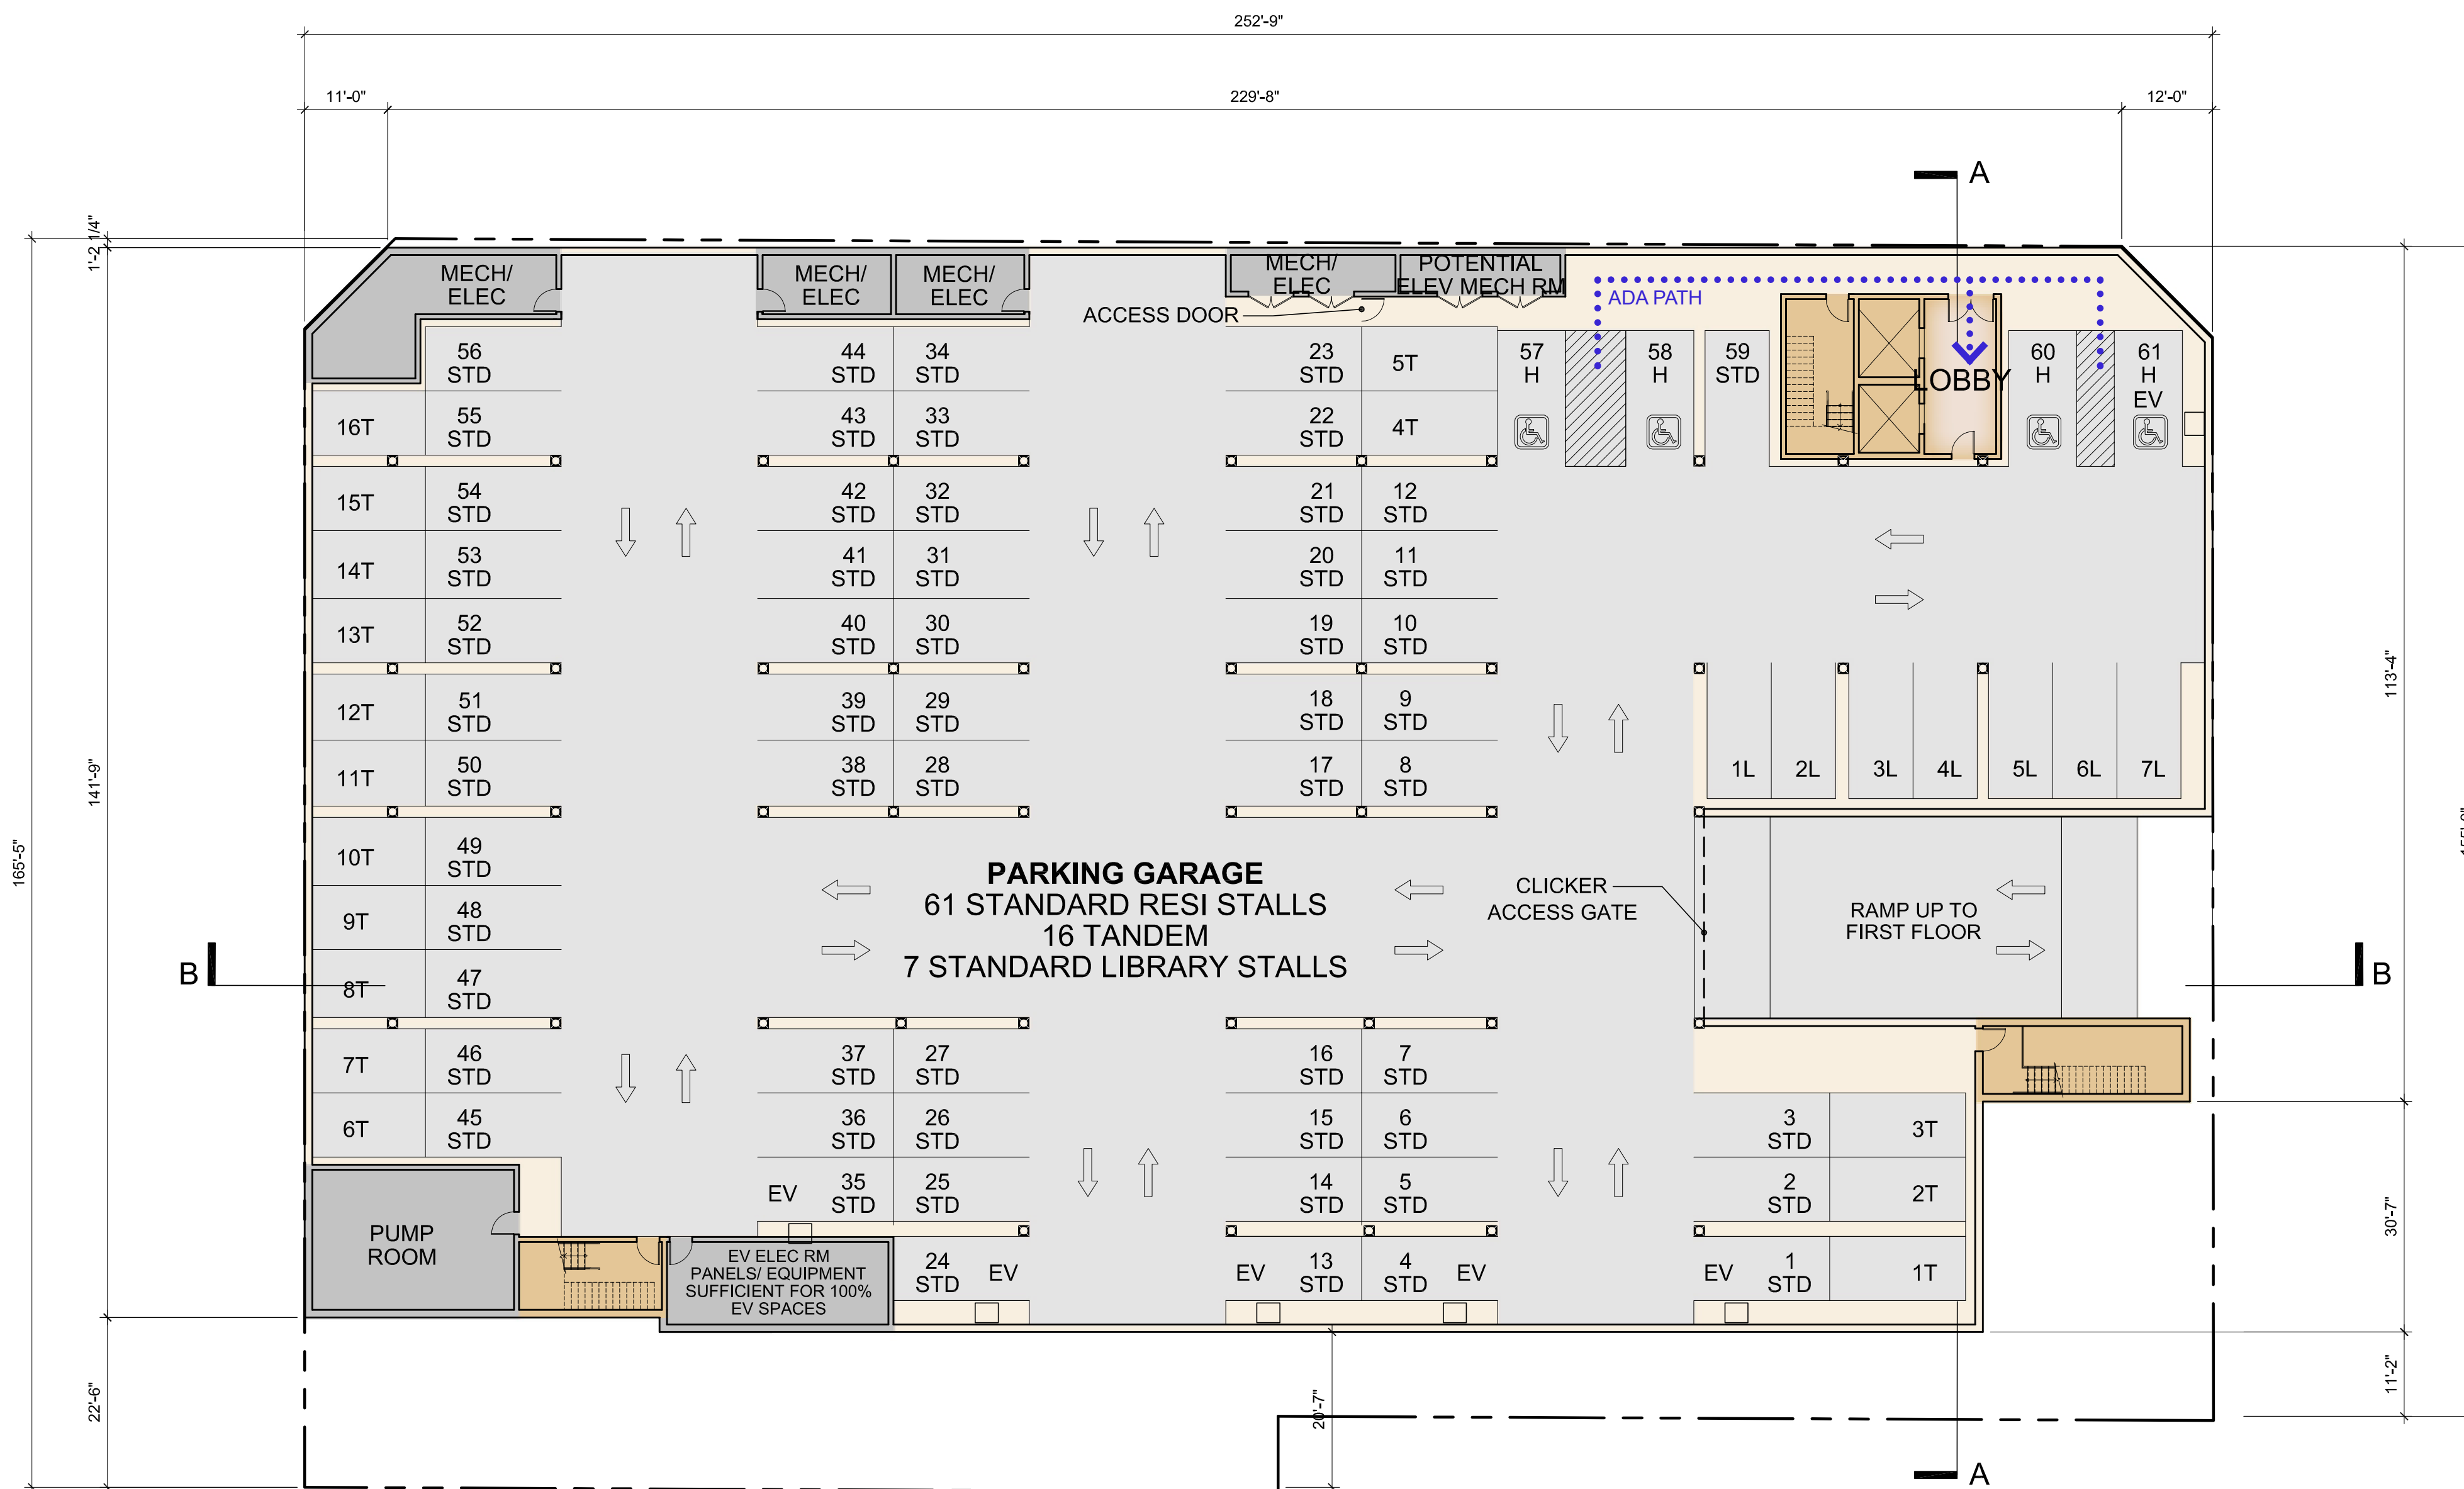 252'-9"
11'-0"
229'-8"
12'-0"
A
1'-2 1/4"
MECH/
ELEC
MECH/
ELEC
MECH/
ELEC
MECH/
ELEC
POTENTIAL
ELEV MECH RM
ADA PATH
ACCESS DOOR
56
STD
44
STD
34
STD
23
STD
5T
57
H
58
H
59
STD
LOBBY
60
H
61
H
EV
16T
55
STD
43
STD
33
STD
22
STD
4T
15T
54
STD
42
STD
32
STD
21
STD
12
STD
14T
53
STD
41
STD
31
STD
20
STD
11
STD
13T
52
STD
40
STD
30
STD
19
STD
10
STD
113'-4"
12T
51
STD
39
STD
29
STD
18
STD
9
STD
141'-9"
11T
50
STD
38
STD
28
STD
17
STD
8
STD
1L
2L
3L
4L
5L
6L
7L
165'-5"
10T
49
STD
9T
48
STD
8T
47
STD
PARKING GARAGE
61 STANDARD RESI STALLS
16 TANDEM
7 STANDARD LIBRARY STALLS
CLICKER
ACCESS GATE
RAMP UP TO
FIRST FLOOR
B
B
7T
46
STD
37
STD
27
STD
16
STD
7
STD
6T
45
STD
36
STD
26
STD
15
STD
6
STD
3
STD
3T
EV
35
STD
25
STD
14
STD
5
STD
2
STD
2T
30'-7"
PUMP
ROOM
EV ELEC RM
PANELS/ EQUIPMENT
SUFFICIENT FOR 100%
EV SPACES
24
STD
EV
EV
13
STD
4
STD
EV
EV
1
STD
1T
22'-6"
20'-7"
11'-2"
A